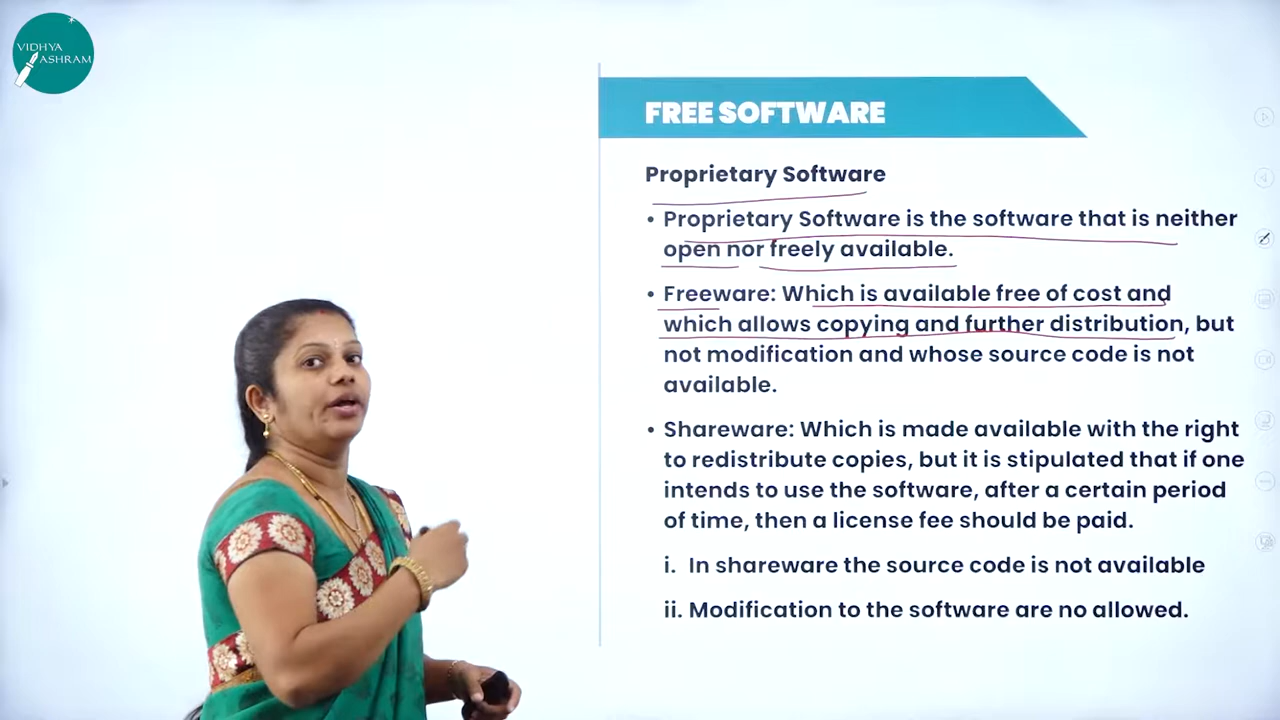 VIDHYA
ASHRAM
FREE SOFTWARE
Proprietary Software
• Proprietary Software is the software that is neither
open nor freely available.
• Freeware: Which is available free of cost and
which allows copying and further distribution, but
not modification and whose source code is not
available.
• Shareware: Which is made available with the right
to redistribute copies, but it is stipulated that if one
intends to use the software, after a certain period
of time, then a license fee should be paid.
i. In shareware the source code is not available
ii. Modification to the software are no allowed.